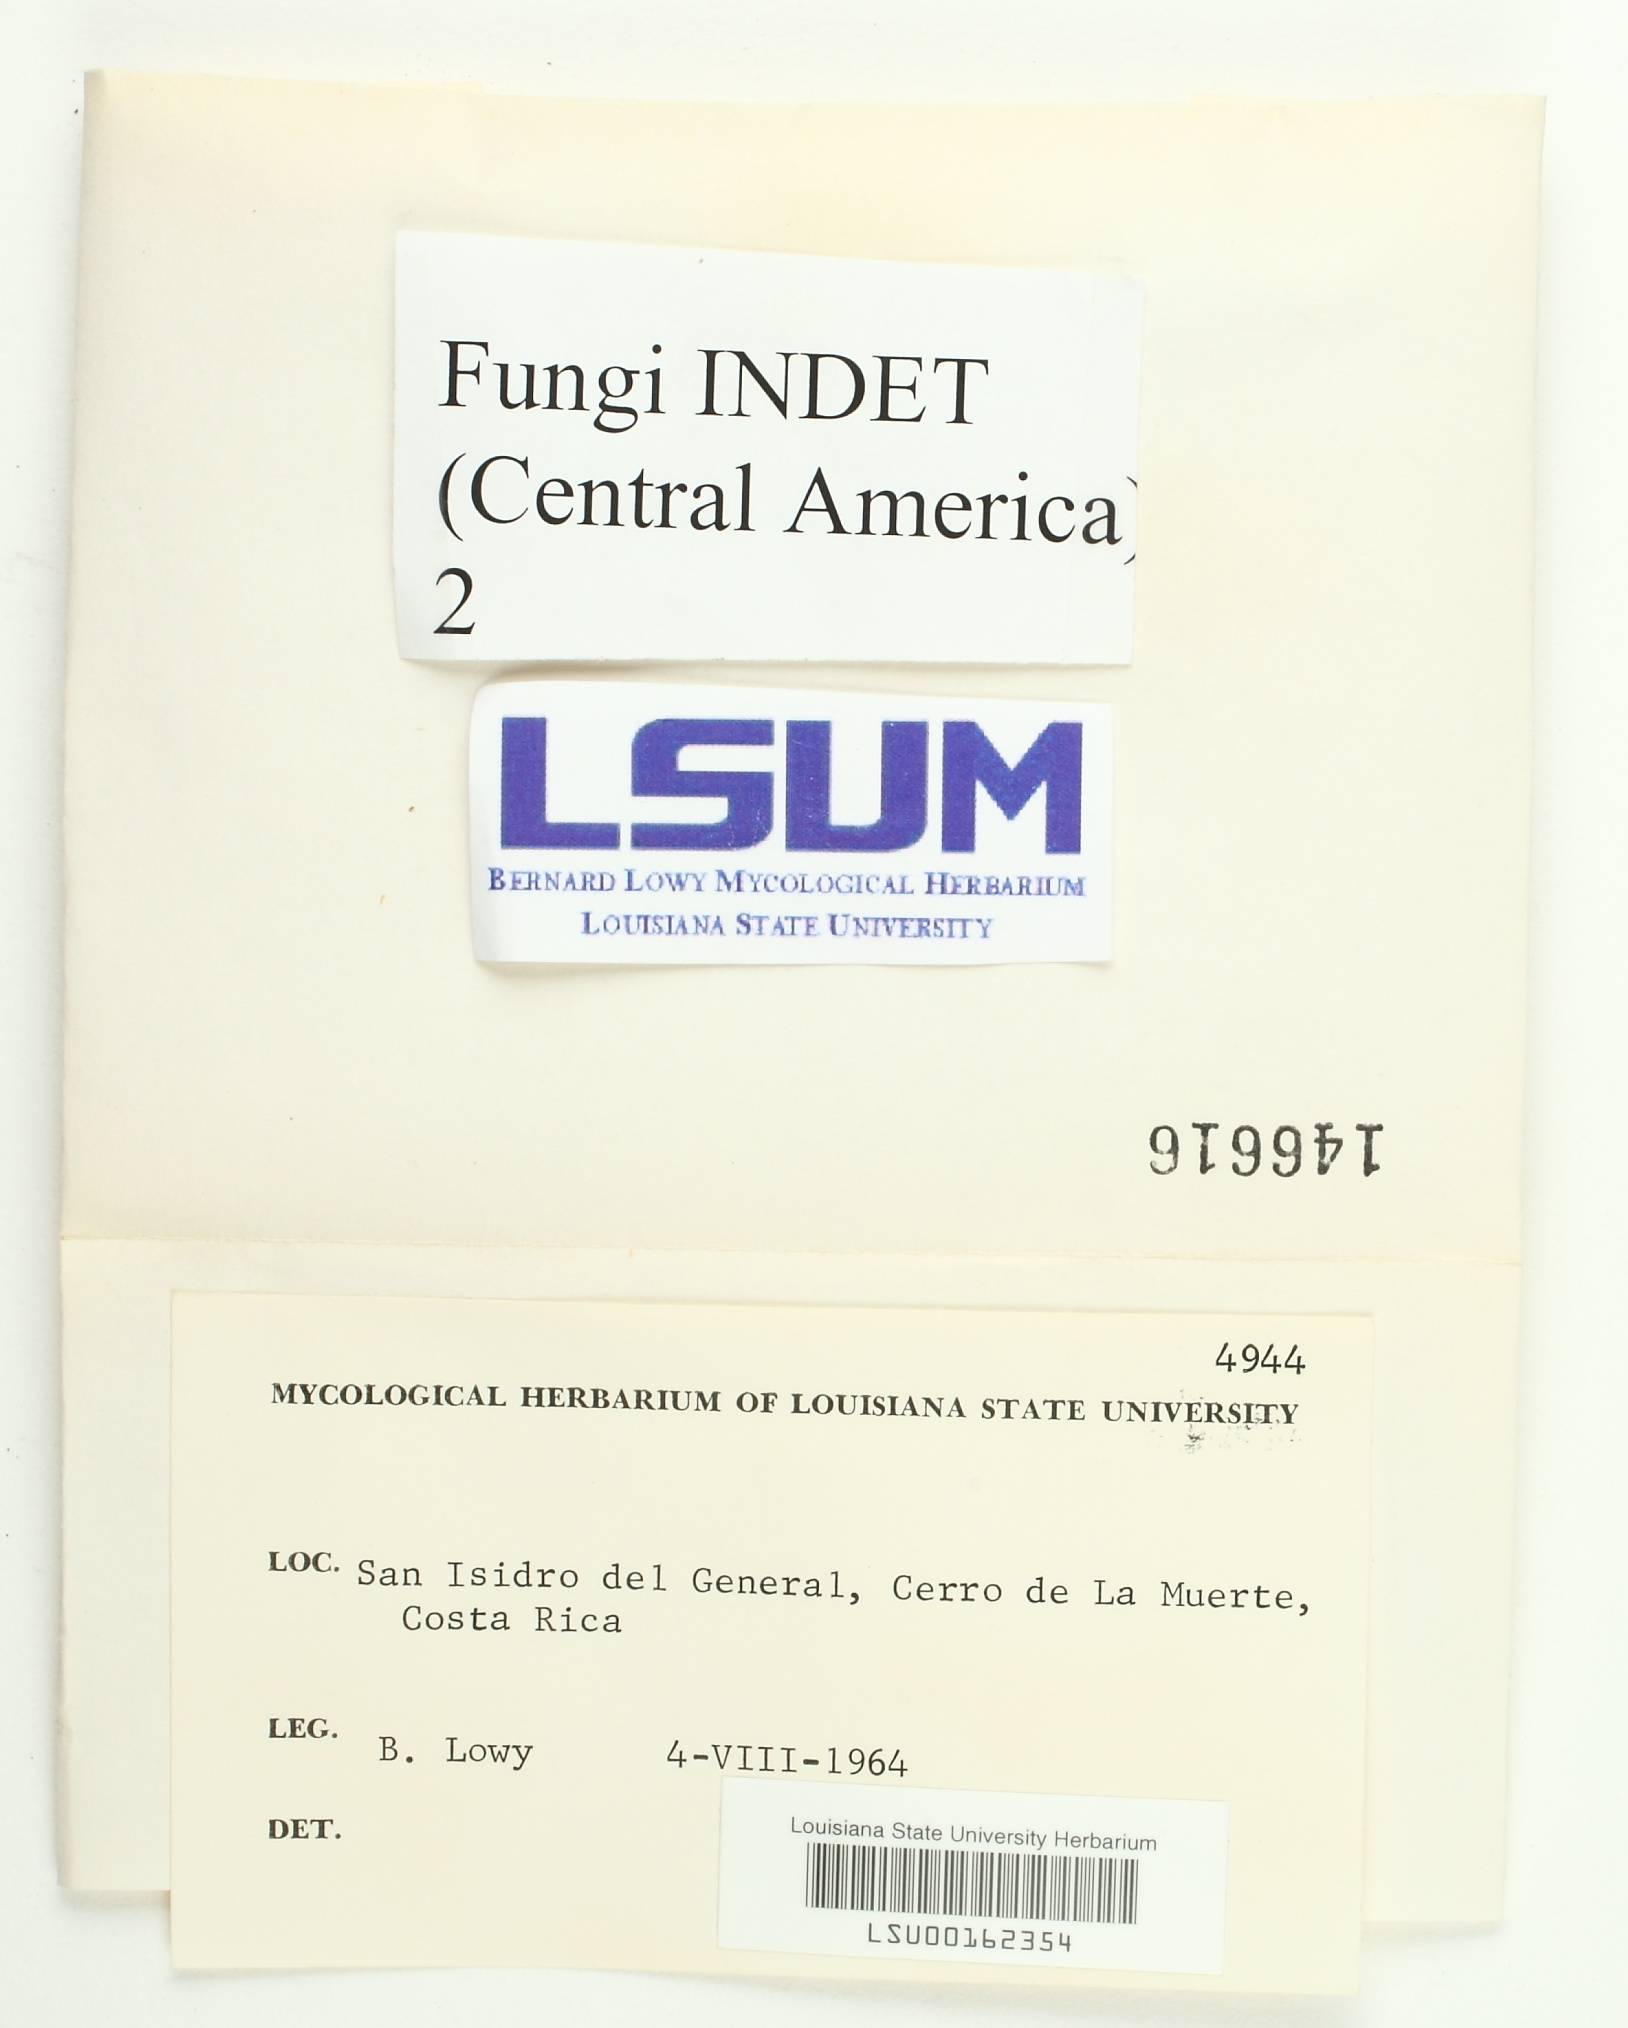 Fungi INDET
(Central America)
2
LSUM
BERNARD LOWY MYCOLOGICAL HERBARIUM
LOUISIANA STATE UNIVERSITY
146616
4944
MYCOLOGICAL HERBARIUM OF LOUISIANA STATE UNIVERSITY
LOC. San Isidro del General, Cerro de La Muerte,
Costa Rica
LEG. B. Lowy 4-VIII-1964
DET.
Louisiana State University Herbarium
LSU00162354